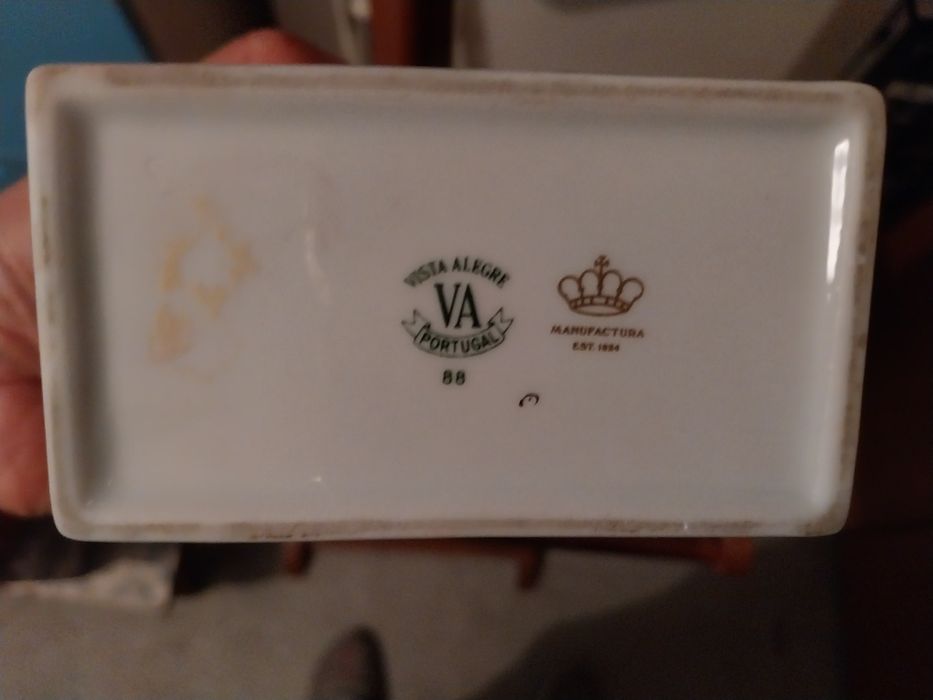 VISTA ALEGRE
VA
PORTUGAL
88
MANUFACTURA
EST. 1824